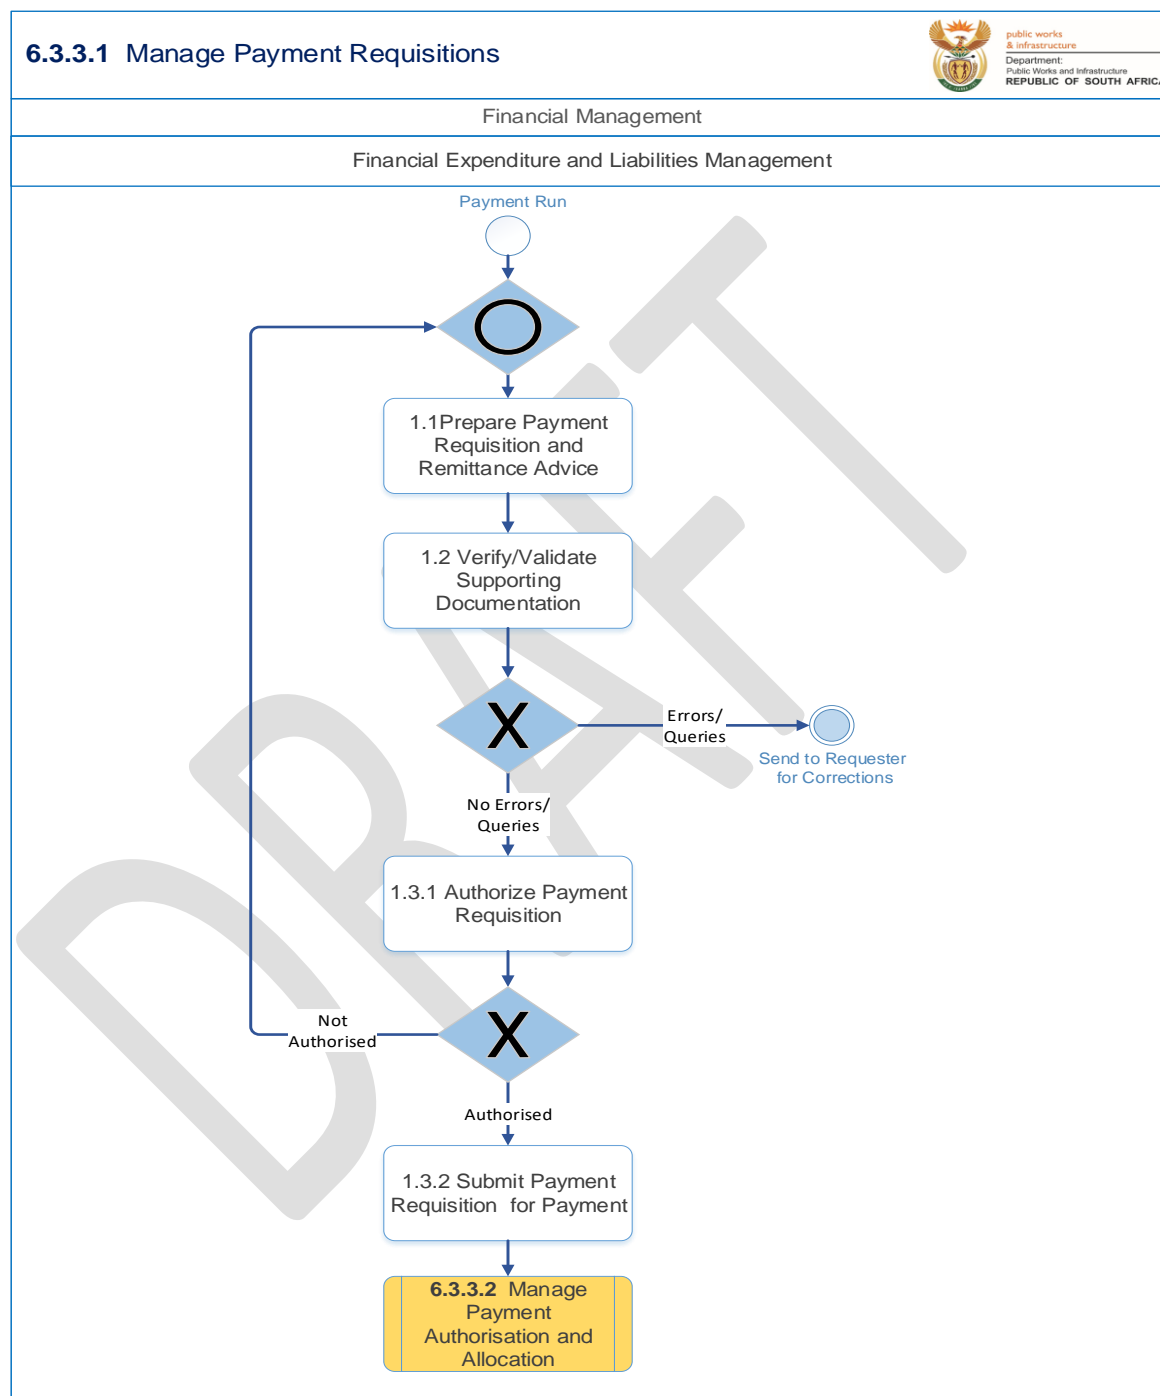 6.3.3.1 Manage Payment Requisitions
public works
& infrastructure
Department:
Public Works and Infrastructure
REPUBLIC OF SOUTH AFRICA
Financial Management
Financial Expenditure and Liabilities Management
Payment Run
1.1Prepare Payment
Requisition and
Remittance Advice
1.2 Verify/Validate
Supporting
Documentation
X
Errors/
Queries
Send to Requester
for Corrections
No Errors/
Queries
1.3.1 Authorize Payment
Requisition
X
Not
Authorised
Authorised
1.3.2 Submit Payment
Requisition for Payment
6.3.3.2 Manage
Payment
Authorisation and
Allocation
DRAFT